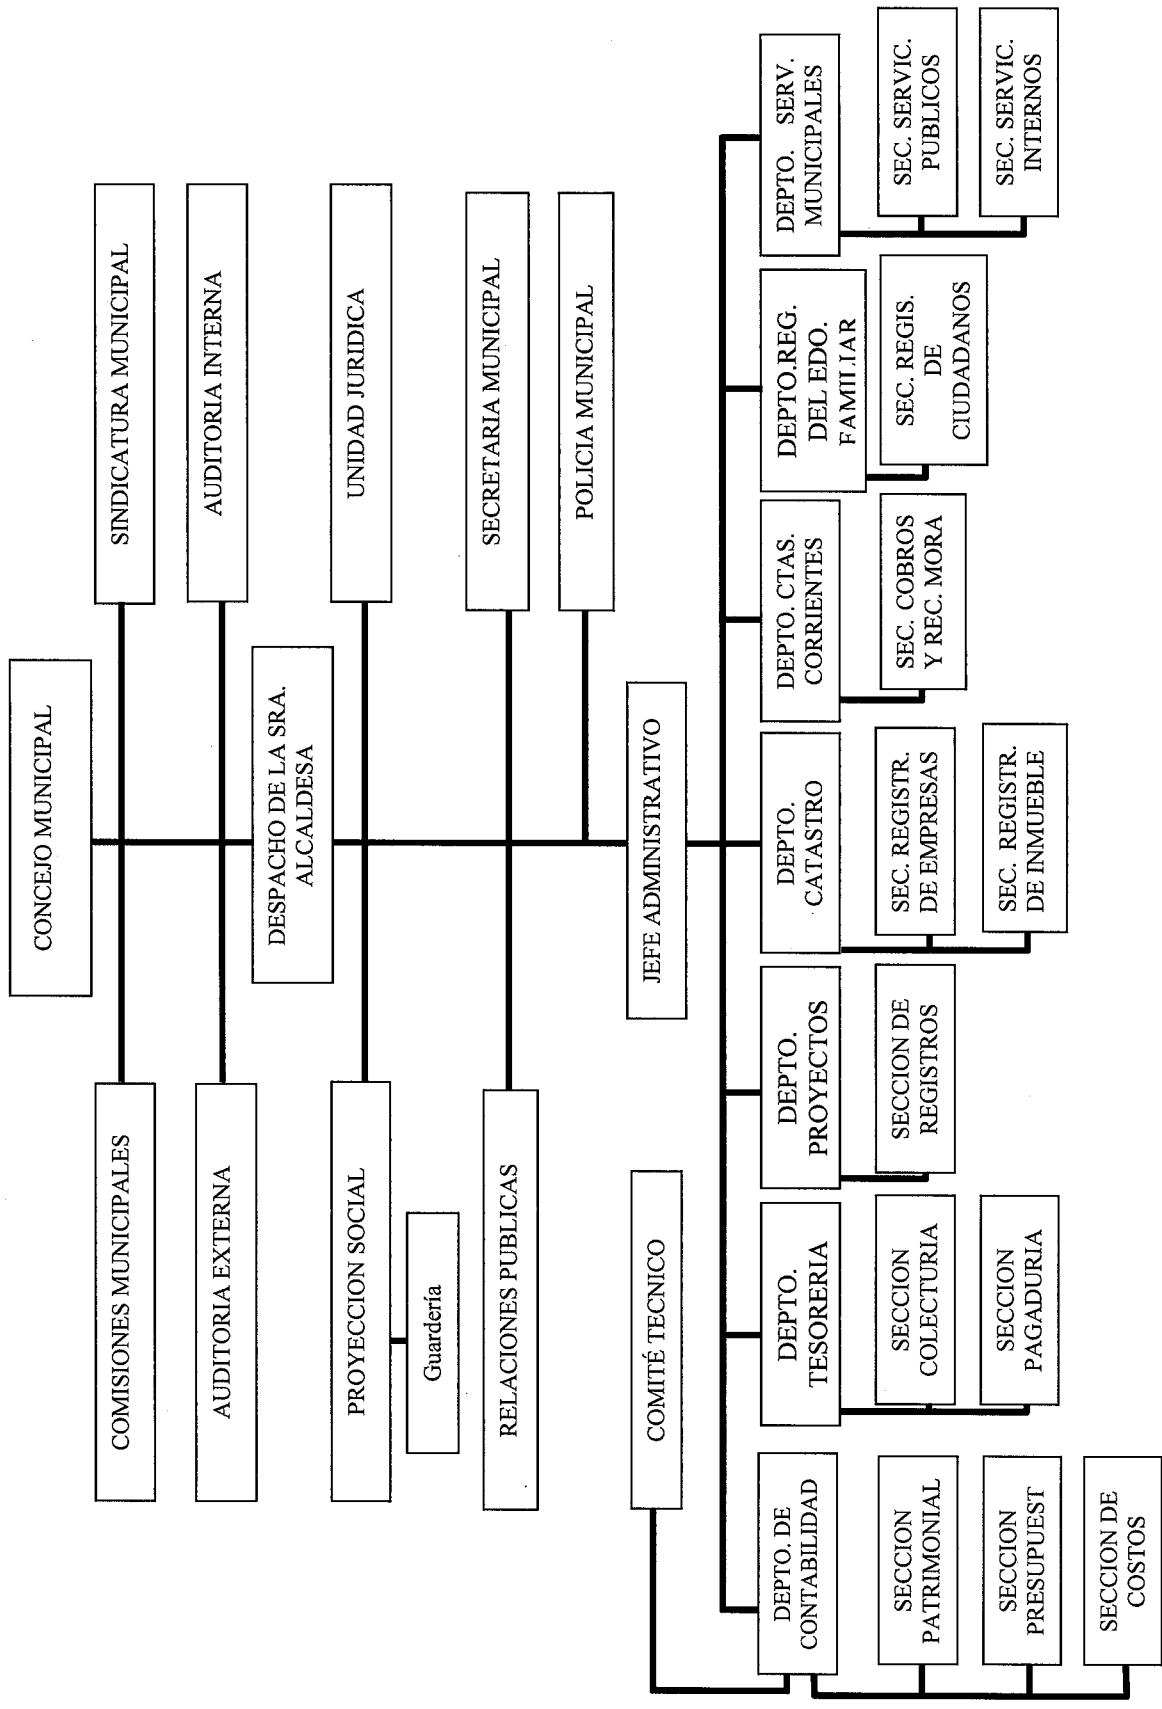 CONCEJO MUNICIPAL
COMISIONES MUNICIPALES
SINDICATURA MUNICIPAL
AUDITORIA EXTERNA
AUDITORIA INTERNA
DESPACHO DE LA SRA.
ALCALDESA
PROYECCION SOCIAL
UNIDAD JURIDICA
Guardería
RELACIONES PUBLICAS
SECRETARIA MUNICIPAL
POLICIA MUNICIPAL
COMITÉ TECNICO
JEFE ADMINISTRATIVO
DEPTO. DE
CONTABILIDAD
SECCION
PATRIMONIAL
SECCION
PRESUPUEST
SECCION DE
COSTOS
DEPTO.
TESORERIA
SECCION
COLECTURIA
SECCION
PAGADURIA
DEPTO.
PROYECTOS
SECCION DE
REGISTROS
DEPTO.
CATASTRO
SEC. REGISTR.
DE EMPRESAS
SEC. REGISTR.
DE INMUEBLE
DEPTO. CTAS.
CORRIENTES
SEC. COBROS
Y REC. MORA
DEPTO.REG.
DEL EDO.
FAMILIAR
SEC. REGIS.
DE
CIUDADANOS
DEPTO. SERV.
MUNICIPALES
SEC. SERVIC.
PUBLICOS
SEC. SERVIC.
INTERNOS